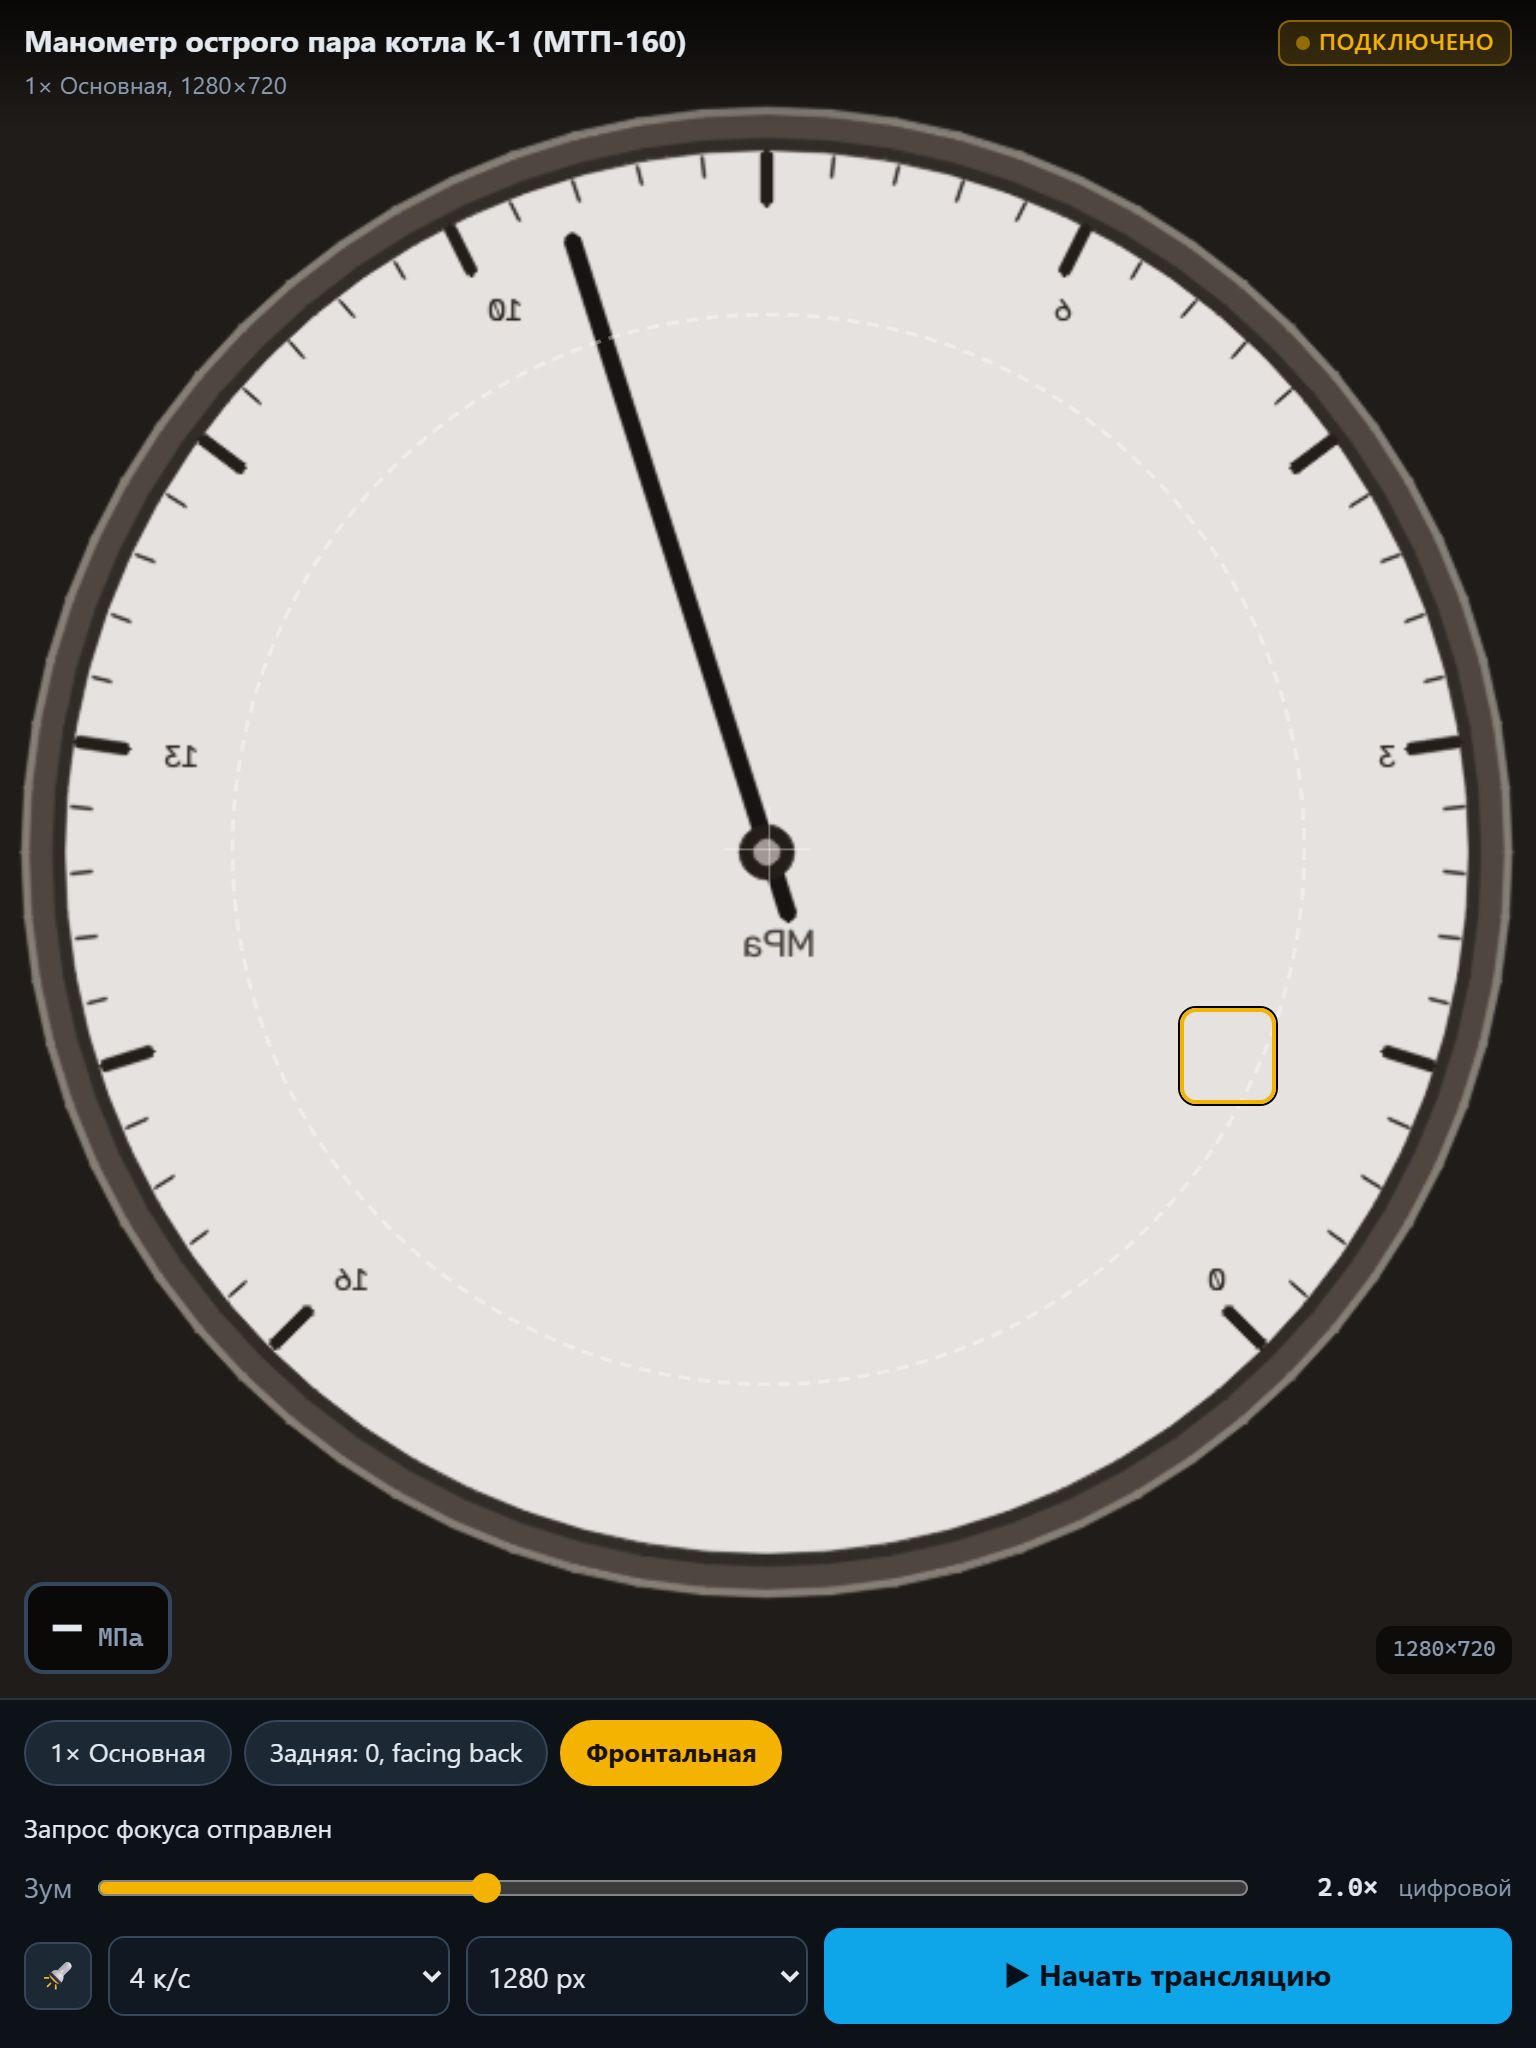 Манометр острого пара котла К-1 (МТП-160)
ПОДКЛЮЧЕНО
1× Основная, 1280×720
10
6
13
3
MPa
16
0
— МПа
1280×720
1× Основная
Задняя: 0, facing back
Фронтальная
Запрос фокуса отправлен
Зум
2.0× цифровой
4 к/с
1280 px
▶ Начать трансляцию